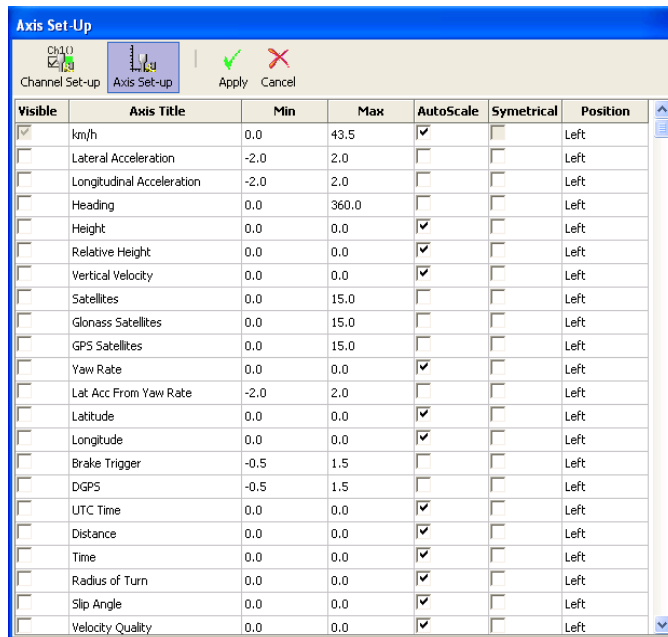 Axis Set-Up
Ch10
Channel Set-up Axis Set-up Apply Cancel
Visible Axis Title Min Max AutoScale Symetrical Position
km/h 0.0 43.5 Left
Lateral Acceleration -2.0 2.0 Left
Longitudinal Acceleration -2.0 2.0 Left
Heading 0.0 360.0 Left
Height 0.0 0.0 Left
Relative Height 0.0 0.0 Left
Vertical Velocity 0.0 0.0 Left
Satellites 0.0 15.0 Left
Glonass Satellites 0.0 15.0 Left
GPS Satellites 0.0 15.0 Left
Yaw Rate 0.0 0.0 Left
Lat Acc From Yaw Rate -2.0 2.0 Left
Latitude 0.0 0.0 Left
Longitude 0.0 0.0 Left
Brake Trigger -0.5 1.5 Left
DGPS -0.5 1.5 Left
UTC Time 0.0 0.0 Left
Distance 0.0 0.0 Left
Time 0.0 0.0 Left
Radius of Turn 0.0 0.0 Left
Slip Angle 0.0 0.0 Left
Velocity Quality 0.0 0.0 Left